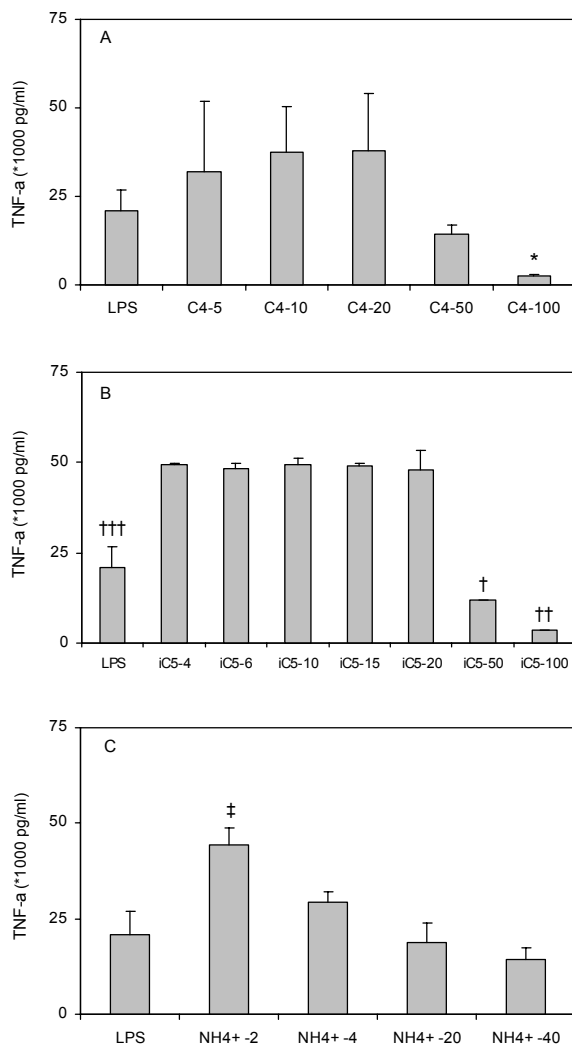 A
TNF-a (*1000 pg/ml)
75
50
25
0
*
LPS C4-5 C4-10 C4-20 C4-50 C4-100
B
TNF-a (*1000 pg/ml)
75
50
25
0
††† † ††
LPS iC5-4 iC5-6 iC5-10 iC5-15 iC5-20 iC5-50 iC5-100
C
TNF-a (*1000 pg/ml)
75
50
25
0
‡
LPS NH4+ -2 NH4+ -4 NH4+ -20 NH4+ -40